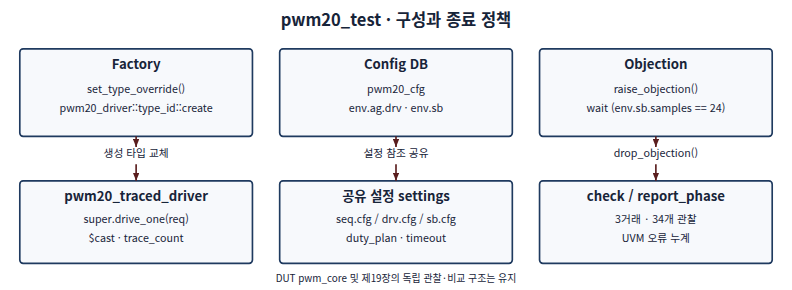 pwm20_test · 구성과 종료 정책
Factory
set_type_override()
pwm20_driver::type_id::create
Config DB
pwm20_cfg
env.ag.drv · env.sb
Objection
raise_objection()
wait (env.sb.samples == 24)
생성 타입 교체
설정 참조 공유
drop_objection()
pwm20_traced_driver
super.drive_one(req)
$cast · trace_count
공유 설정 settings
seq.cfg / drv.cfg / sb.cfg
duty_plan · timeout
check / report_phase
3거래 · 34개 관찰
UVM 오류 누계
DUT pwm_core 및 제19장의 독립 관찰·비교 구조는 유지